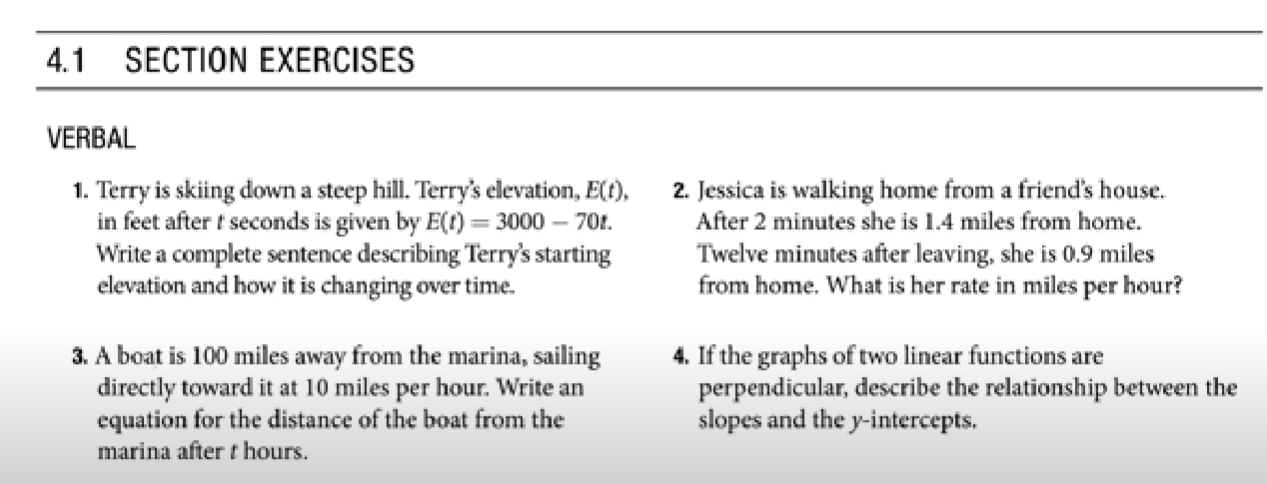 4.1 SECTION EXERCISES
VERBAL
1. Terry is skiing down a steep hill. Terry's elevation, E(t),
in feet after t seconds is given by E(t) = 3000 − 70t.
Write a complete sentence describing Terry's starting
elevation and how it is changing over time.
2. Jessica is walking home from a friend's house.
After 2 minutes she is 1.4 miles from home.
Twelve minutes after leaving, she is 0.9 miles
from home. What is her rate in miles per hour?
3. A boat is 100 miles away from the marina, sailing
directly toward it at 10 miles per hour. Write an
equation for the distance of the boat from the
marina after t hours.
4. If the graphs of two linear functions are
perpendicular, describe the relationship between the
slopes and the y-intercepts.